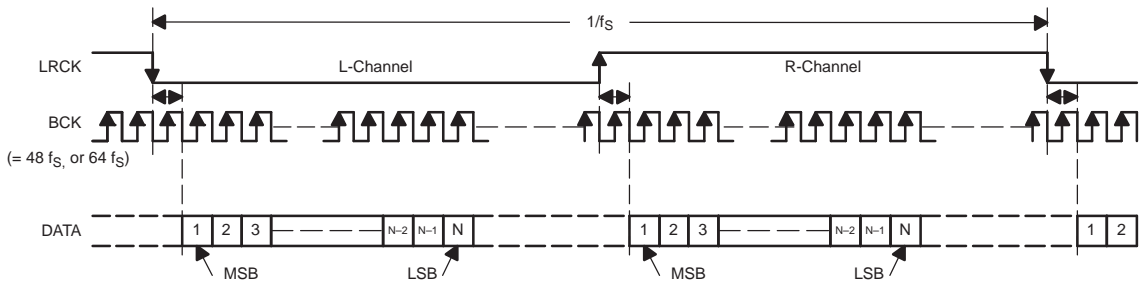 1/fS
LRCK
L-Channel
R-Channel
BCK
(= 48 fS, or 64 fS)
DATA
1 2 3 N–2 N–1 N 1 2 3 N–2 N–1 N 1 2
MSB LSB MSB LSB